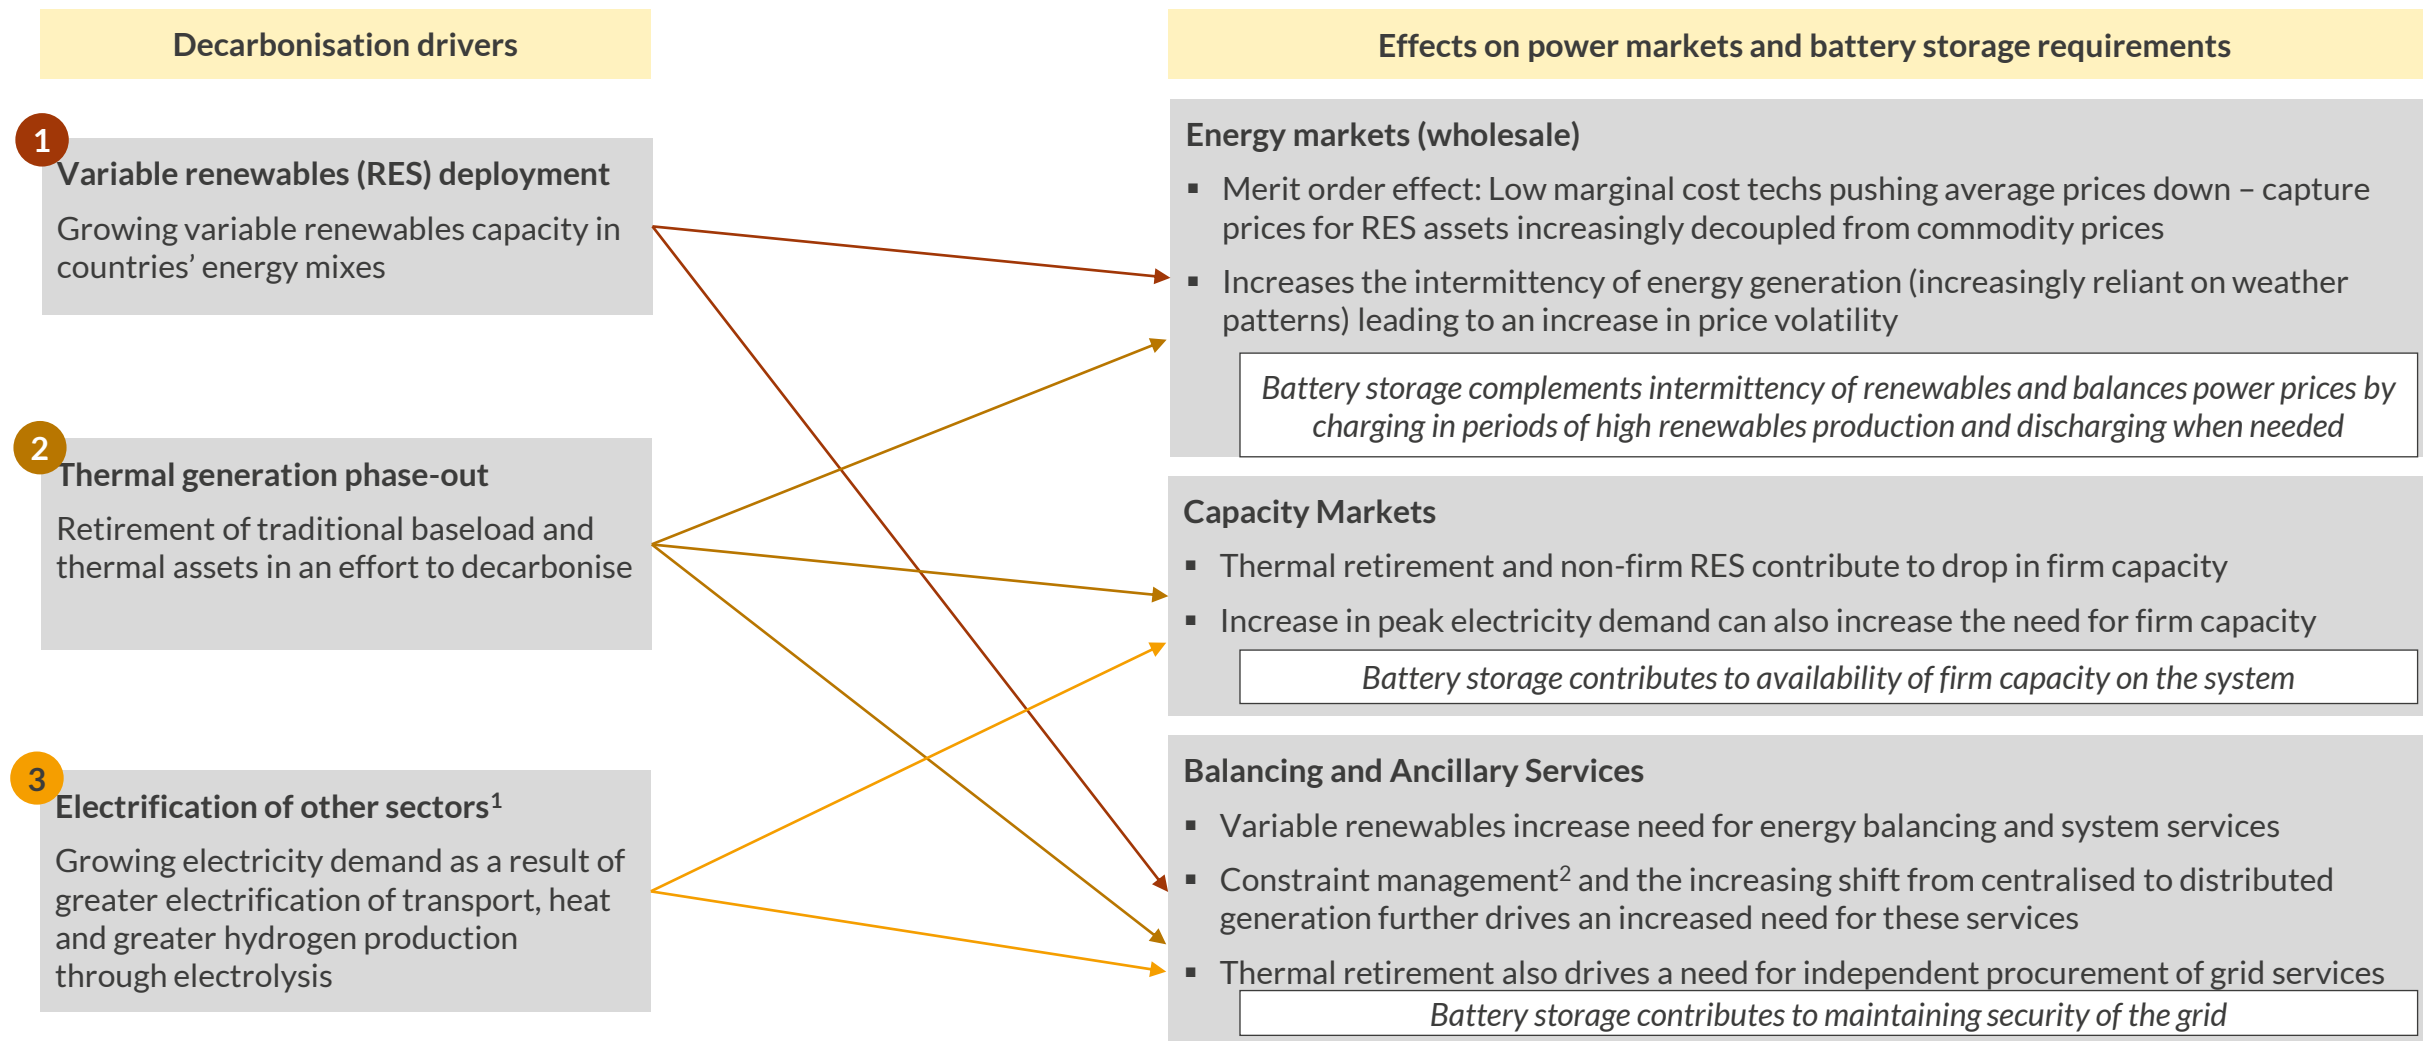 Decarbonisation drivers
1
Variable renewables (RES) deployment
Growing variable renewables capacity in
countries’ energy mixes
2
Thermal generation phase-out
Retirement of traditional baseload and
thermal assets in an effort to decarbonise
3
Electrification of other sectors¹
Growing electricity demand as a result of
greater electrification of transport, heat
and greater hydrogen production
through electrolysis
Effects on power markets and battery storage requirements
Energy markets (wholesale)
▪ Merit order effect: Low marginal cost techs pushing average prices down – capture
prices for RES assets increasingly decoupled from commodity prices
▪ Increases the intermittency of energy generation (increasingly reliant on weather
patterns) leading to an increase in price volatility
Battery storage complements intermittency of renewables and balances power prices by
charging in periods of high renewables production and discharging when needed
Capacity Markets
▪ Thermal retirement and non-firm RES contribute to drop in firm capacity
▪ Increase in peak electricity demand can also increase the need for firm capacity
Battery storage contributes to availability of firm capacity on the system
Balancing and Ancillary Services
▪ Variable renewables increase need for energy balancing and system services
▪ Constraint management² and the increasing shift from centralised to distributed
generation further drives an increased need for these services
▪ Thermal retirement also drives a need for independent procurement of grid services
Battery storage contributes to maintaining security of the grid